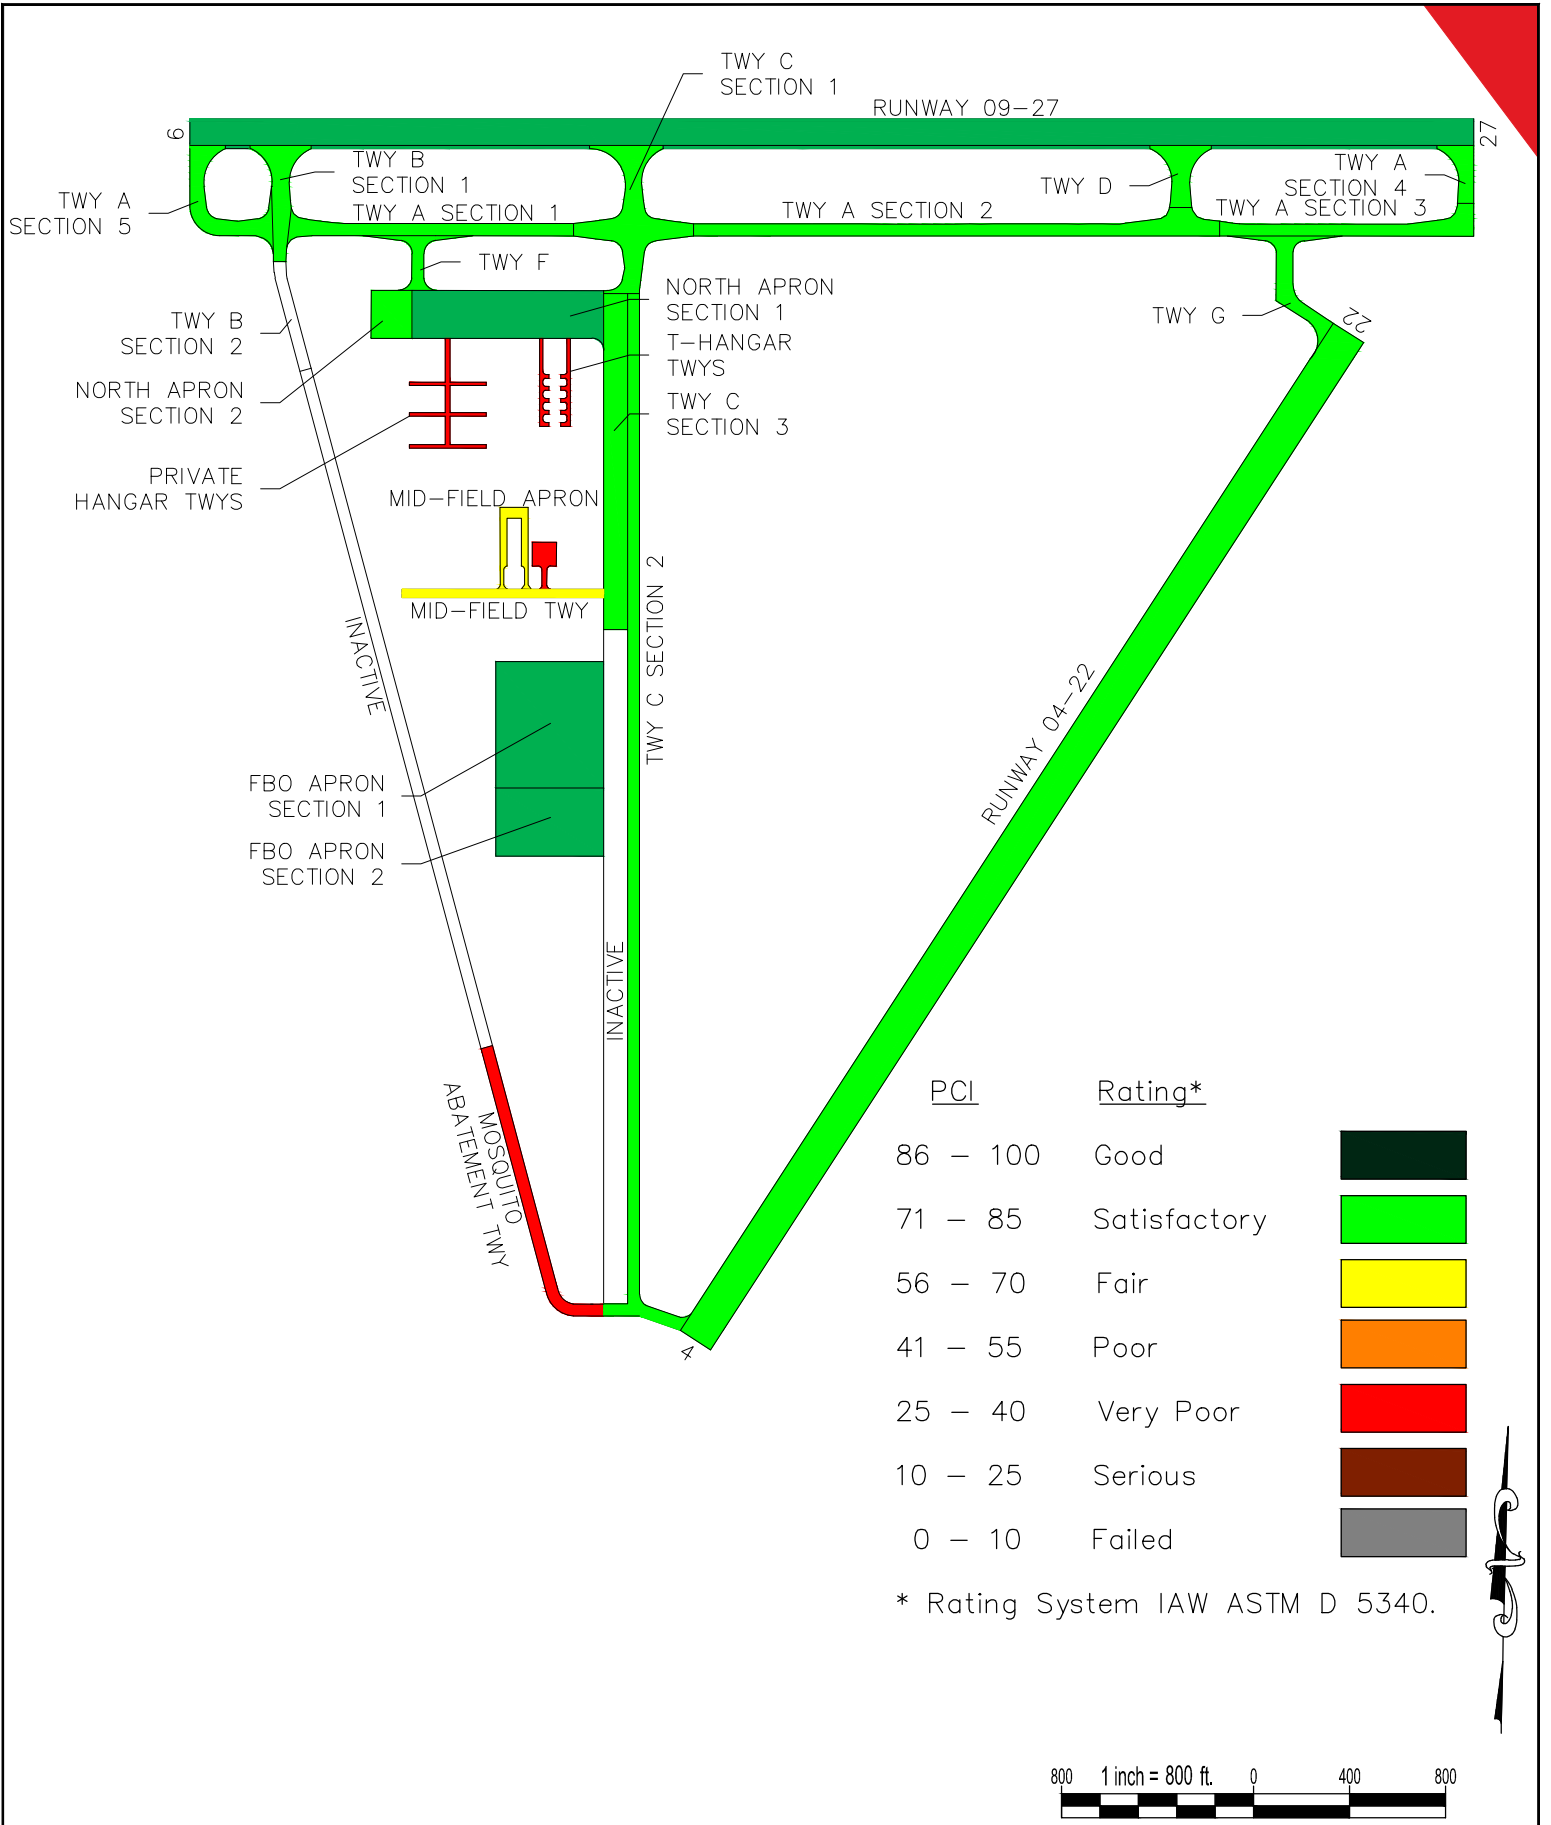 TWY C
SECTION 1
RUNWAY 09-27
9
27
TWY B
SECTION 1
TWY A
SECTION 5
TWY A SECTION 1
TWY A SECTION 2
TWY D
TWY A
SECTION 4
TWY A SECTION 3
TWY F
NORTH APRON
SECTION 1
TWY G
22
TWY B
SECTION 2
T-HANGAR
TWYS
NORTH APRON
SECTION 2
TWY C
SECTION 3
PRIVATE
HANGAR TWYS
MID-FIELD APRON
MID-FIELD TWY
INACTIVE
TWY C SECTION 2
RUNWAY 04-22
FBO APRON
SECTION 1
FBO APRON
SECTION 2
INACTIVE
MOSQUITO
ABATEMENT TWY
4
PCI Rating*
86 - 100 Good
71 - 85 Satisfactory
56 - 70 Fair
41 - 55 Poor
25 - 40 Very Poor
10 - 25 Serious
0 - 10 Failed
* Rating System IAW ASTM D 5340.
800 1 inch = 800 ft. 0 400 800